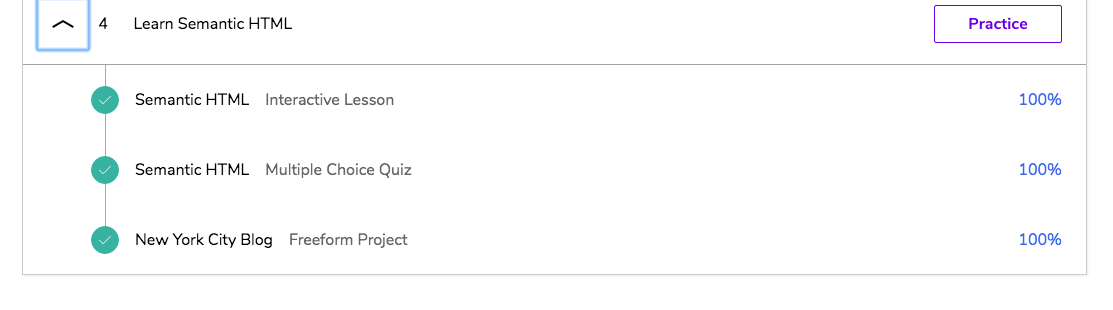 4 Learn Semantic HTML Practice
Semantic HTML Interactive Lesson 100%
Semantic HTML Multiple Choice Quiz 100%
New York City Blog Freeform Project 100%